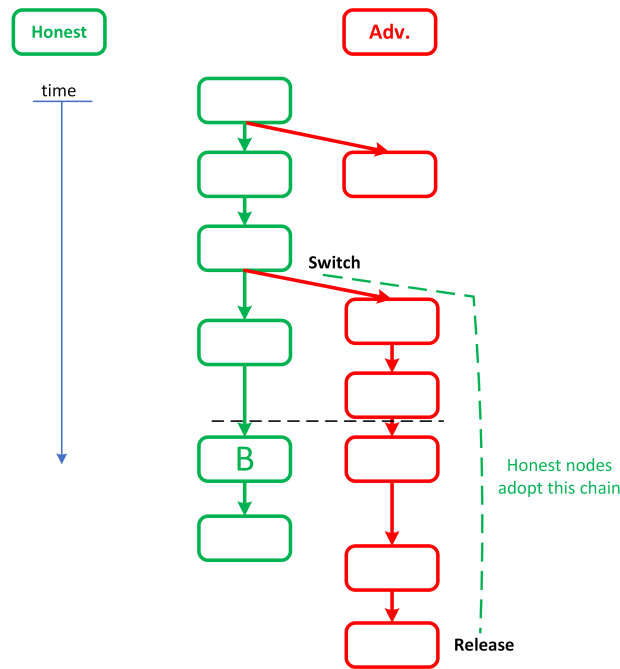 Honest
Adv.
time
Switch
B
Honest nodes
adopt this chain
Release